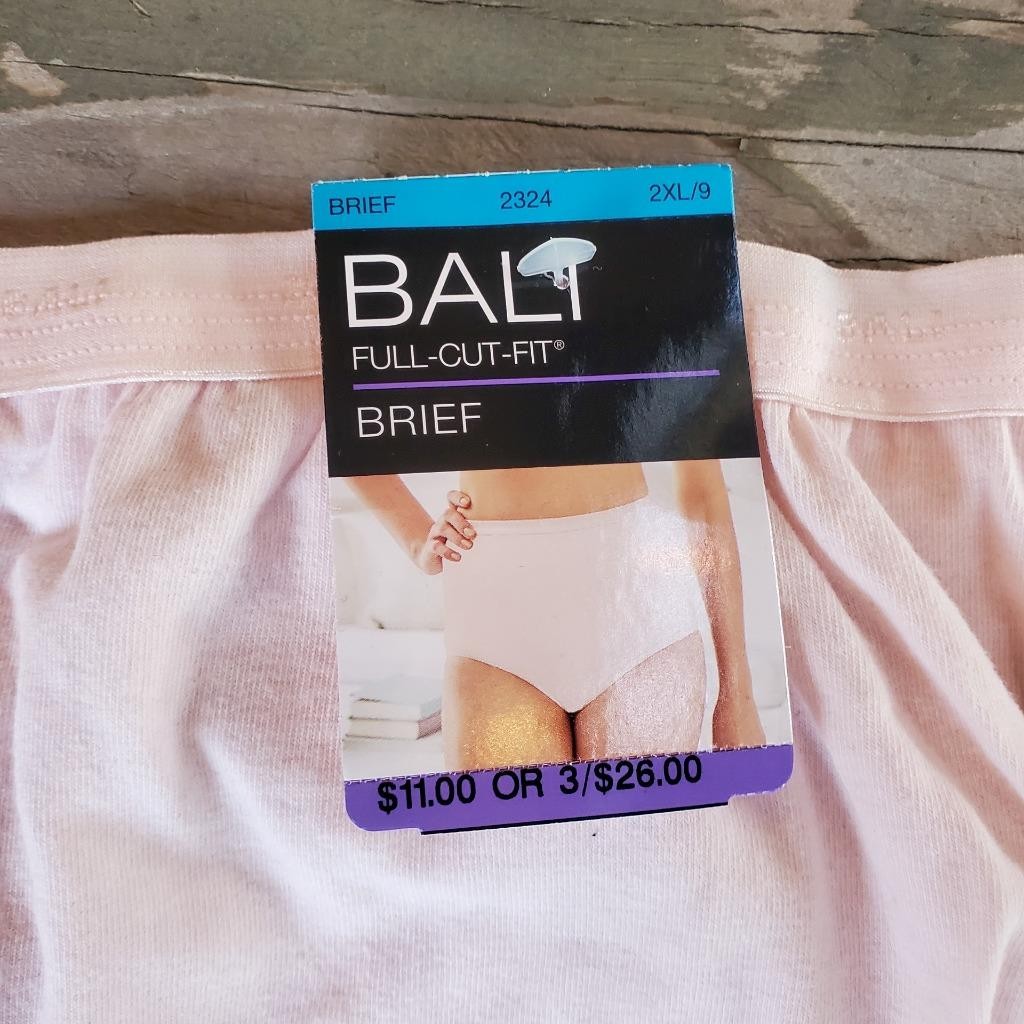 BRIEF 2324 2XL/9
BALI
FULL-CUT-FIT®
BRIEF
$11.00 OR 3/$26.00